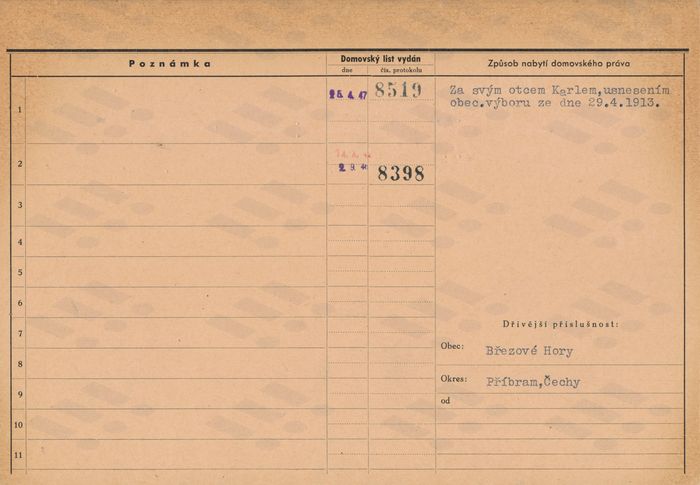 Poznámka
Domovský list vydán
dne
čís. protokolu
Způsob nabytí domovského práva
1
25.4.47
8519
Za svým otcem Karlem,usnesením
obec.výboru ze dne 29.4.1913.
2
8398
3
4
5
6
7
8
9
10
11
Dřívější příslušnost:
Obec:
Březové Hory
Okres:
Příbram,Čechy
od